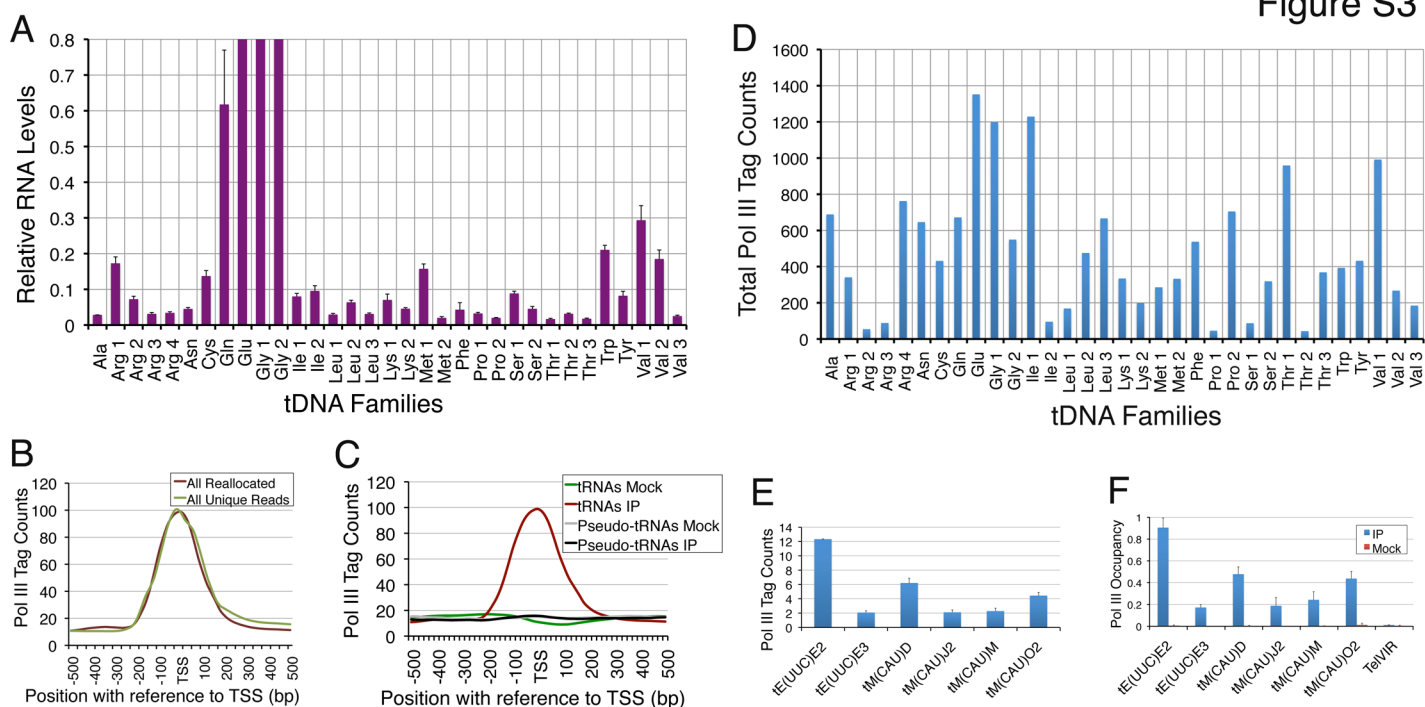 Figure S3
A
0.8
0.7
0.6
0.5
0.4
0.3
0.2
0.1
0
Relative RNA Levels
Ala
Arg 1
Arg 2
Arg 3
Arg 4
Asn
Cys
Gln
Glu
Gly 1
Gly 2
Ile 1
Ile 2
Leu 1
Leu 2
Leu 3
Lys 1
Lys 2
Met 1
Met 2
Phe
Pro 1
Pro 2
Ser 1
Ser 2
Thr 1
Thr 2
Thr 3
Trp
Tyr
Val 1
Val 2
Val 3
tDNA Families
D
1600
1400
1200
1000
800
600
400
200
0
Total Pol III Tag Counts
Ala
Arg 1
Arg 2
Arg 3
Arg 4
Asn
Cys
Gln
Glu
Gly 1
Gly 2
Ile 1
Ile 2
Leu 1
Leu 2
Leu 3
Lys 1
Lys 2
Met 1
Met 2
Phe
Pro 1
Pro 2
Ser 1
Ser 2
Thr 1
Thr 2
Thr 3
Trp
Tyr
Val 1
Val 2
Val 3
tDNA Families
B
120
100
80
60
40
20
0
Pol III Tag Counts
All Reallocated
All Unique Reads
-500
-400
-300
-200
-100
TSS
100
200
300
400
500
Position with reference to TSS (bp)
C
120
100
80
60
40
20
0
Pol III Tag Counts
tRNAs Mock
tRNAs IP
Pseudo-tRNAs Mock
Pseudo-tRNAs IP
-500
-400
-300
-200
-100
TSS
100
200
300
400
500
Position with reference to TSS (bp)
E
14
12
10
8
6
4
2
0
Pol III Tag Counts
tE(UUC)E2
tE(UUC)E3
tM(CAU)D
tM(CAU)J2
tM(CAU)M
tM(CAU)O2
F
1
0.8
0.6
0.4
0.2
0
Pol III Occupancy
IP
Mock
tE(UUC)E2
tE(UUC)E3
tM(CAU)D
tM(CAU)J2
tM(CAU)M
tM(CAU)O2
TelVIR